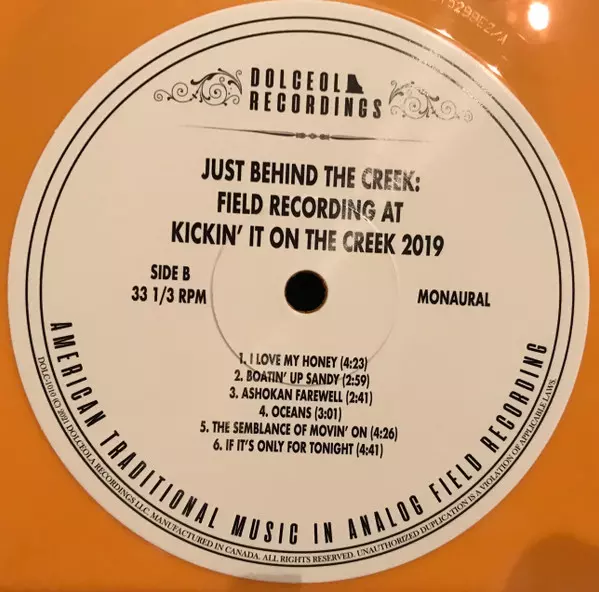 DOLCEOLA
RECORDINGS
JUST BEHIND THE CREEK:
FIELD RECORDING AT
KICKIN' IT ON THE CREEK 2019
SIDE B
33 1/3 RPM
MONAURAL
1. I LOVE MY HONEY (4:23)
2. BOATIN' UP SANDY (2:59)
3. ASHOKAN FAREWELL (2:41)
4. OCEANS (3:01)
5. THE SEMBLANCE OF MOVIN' ON (4:26)
6. IF IT'S ONLY FOR TONIGHT (4:41)
AMERICAN TRADITIONAL MUSIC IN ANALOG FIELD RECORDING
DOLC-1010 (C) 2021 DOLCEOLA RECORDINGS LLC. MANUFACTURED IN CANADA. ALL RIGHTS RESERVED. UNAUTHORIZED DUPLICATION IS A VIOLATION OF APPLICABLE LAWS.